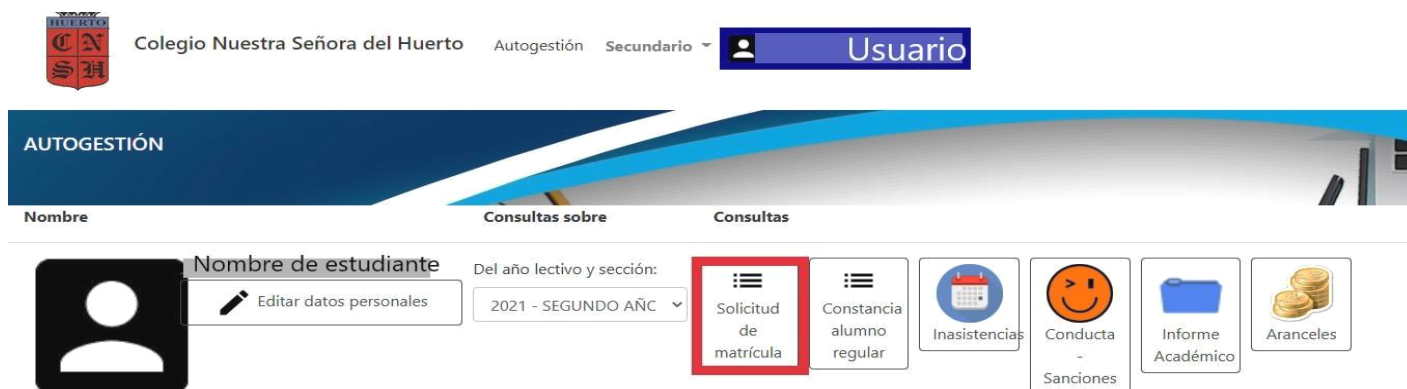 HUERTO
C N
S H
Colegio Nuestra Señora del Huerto Autogestión Secundario Usuario
AUTOGESTIÓN
Nombre Consultas sobre Consultas
Nombre de estudiante
Editar datos personales
Del año lectivo y sección:
2021 - SEGUNDO AÑC
Solicitud
de
matrícula
Constancia
alumno
regular
Inasistencias
Conducta
-
Sanciones
Informe
Académico
Aranceles